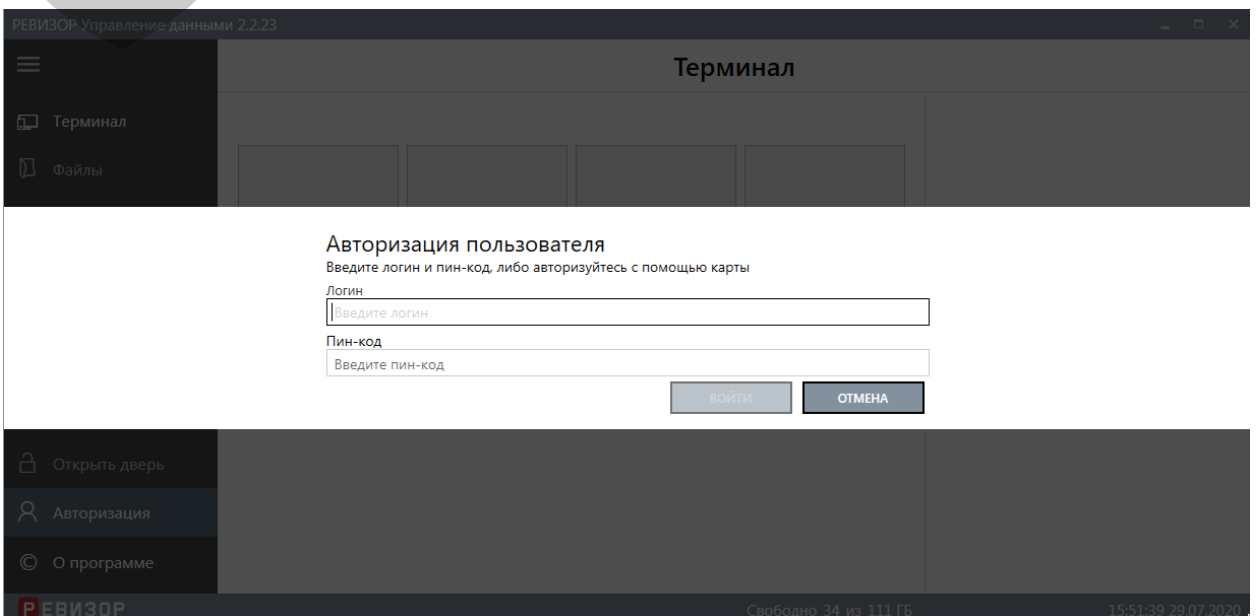 РЕВИЗОР Управление данными 2.2.23
Терминал
Терминал
Файлы
Авторизация пользователя
Введите логин и пин-код, либо авторизуйтесь с помощью карты
Логин
Введите логин
Пин-код
Введите пин-код
ВОЙТИ ОТМЕНА
Открыть дверь
Авторизация
© О программе
РЕВИЗОР Свободно 34 из 111 ГБ 15:51:39 29.07.2020